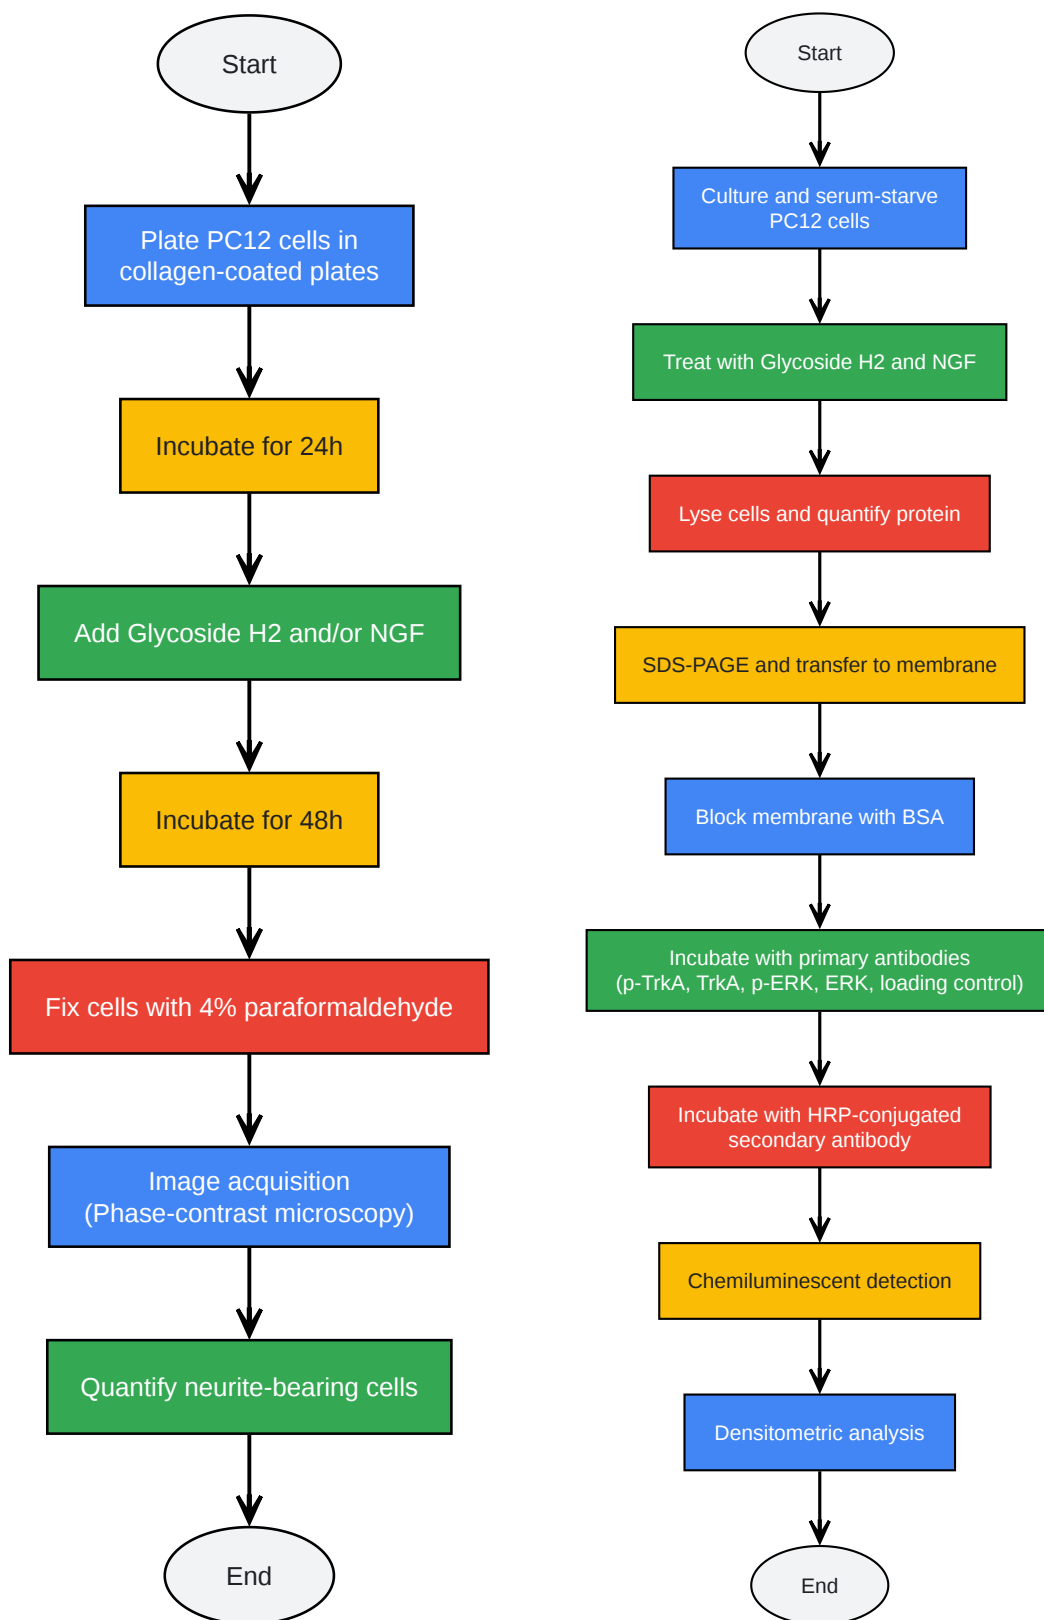 Start
Plate PC12 cells in
collagen-coated plates
Incubate for 24h
Add Glycoside H2 and/or NGF
Incubate for 48h
Fix cells with 4% paraformaldehyde
Image acquisition
(Phase-contrast microscopy)
Quantify neurite-bearing cells
End
Start
Culture and serum-starve
PC12 cells
Treat with Glycoside H2 and NGF
Lyse cells and quantify protein
SDS-PAGE and transfer to membrane
Block membrane with BSA
Incubate with primary antibodies
(p-TrkA, TrkA, p-ERK, ERK, loading control)
Incubate with HRP-conjugated
secondary antibody
Chemiluminescent detection
Densitometric analysis
End